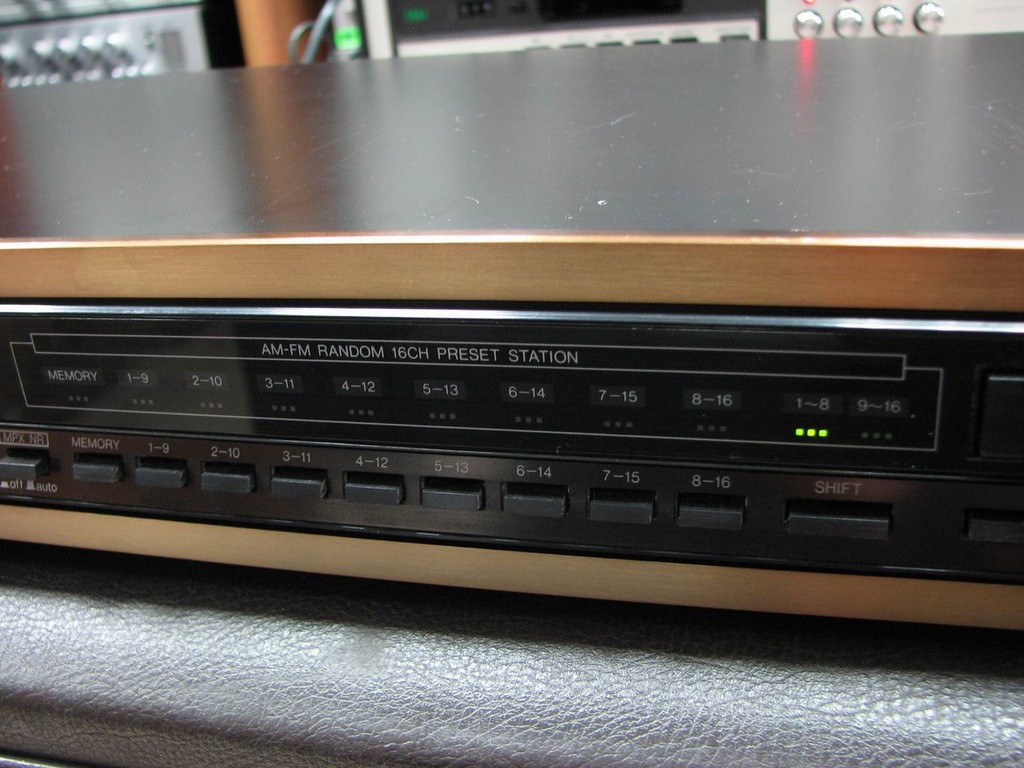 AM-FM RANDOM 16CH PRESET STATION
MEMORY 1-9 2-10 3-11 4-12 5-13 6-14 7-15 8-16 1~8 9~16
MPX NR MEMORY 1-9 2-10 3-11 4-12 5-13 6-14 7-15 8-16 SHIFT
off auto